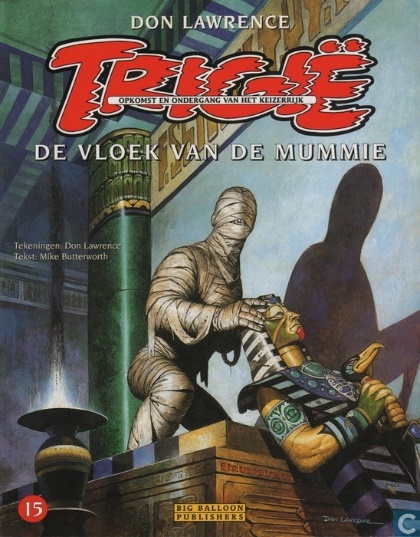 DON LAWRENCE
TRIGIË
OPKOMST EN ONDERGANG VAN HET KEIZERRIJK
DE VLOEK VAN DE MUMMIE
Tekeningen: Don Lawrence
Tekst: Mike Butterworth
15
BIG BALLOON
PUBLISHERS
DON LAWRENCE
C